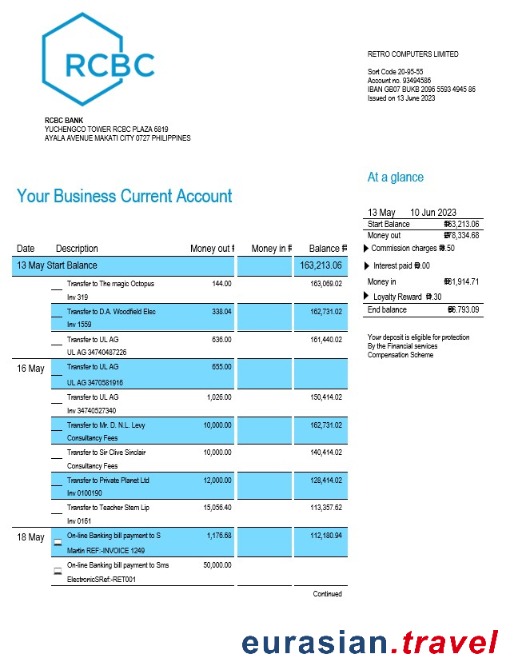 RCBC
RCBC BANK
YUCHENGCO TOWER RCBC PLAZA 6819
AYALA AVENUE MAKATI CITY 0727 PHILIPPINES
RETRO COMPUTERS LIMITED
Sort Code 20-95-55
Account no. 93494586
IBAN GB07 BUKB 2096 5593 4945 86
Issued on 13 June 2023
Your Business Current Account
At a glance
13 May 10 Jun 2023
Start Balance ₱63,213.06
Money out ₱78,334.68
Commission charges ₱8.50
Interest paid ₱0.00
Money in ₱61,914.71
Loyalty Reward ₱9.30
End balance ₱6.793.09
Your deposit is eligible for protection
By the Financial services
Compensation Scheme
Date Description Money out ₱ Money in ₱ Balance ₱
13 May Start Balance 163,213.06
Transfer to The magic Octopus 144.00 163,069.02
Inv 319
Transfer to D.A. Woodfield Elec 338.04 162,731.02
Inv 1559
Transfer to UL AG 636.00 161,440.02
UL AG 34740487226
16 May Transfer to UL AG 655.00
UL AG 3470581916
Transfer to UL AG 1,026.00 150,414.02
Inv 34740527340
Transfer to Mr. D. N.L. Levy 10,000.00 162,731.02
Consultancy Fees
Transfer to Sir Clive Sinclair 10,000.00 140,414.02
Consultancy Fees
Transfer to Private Planet Ltd 12,000.00 128,414.02
Inv 0100190
Transfer to Teacher Stem Lip 15,056.40 113,357.62
Inv 0161
18 May On-line Banking bill payment to S 1,176.68 112,180.94
Martin REF:-INVOICE 1249
On-line Banking bill payment to Sms 50,000.00
ElectronicSRef:-RET001
Continued
eurasian.travel